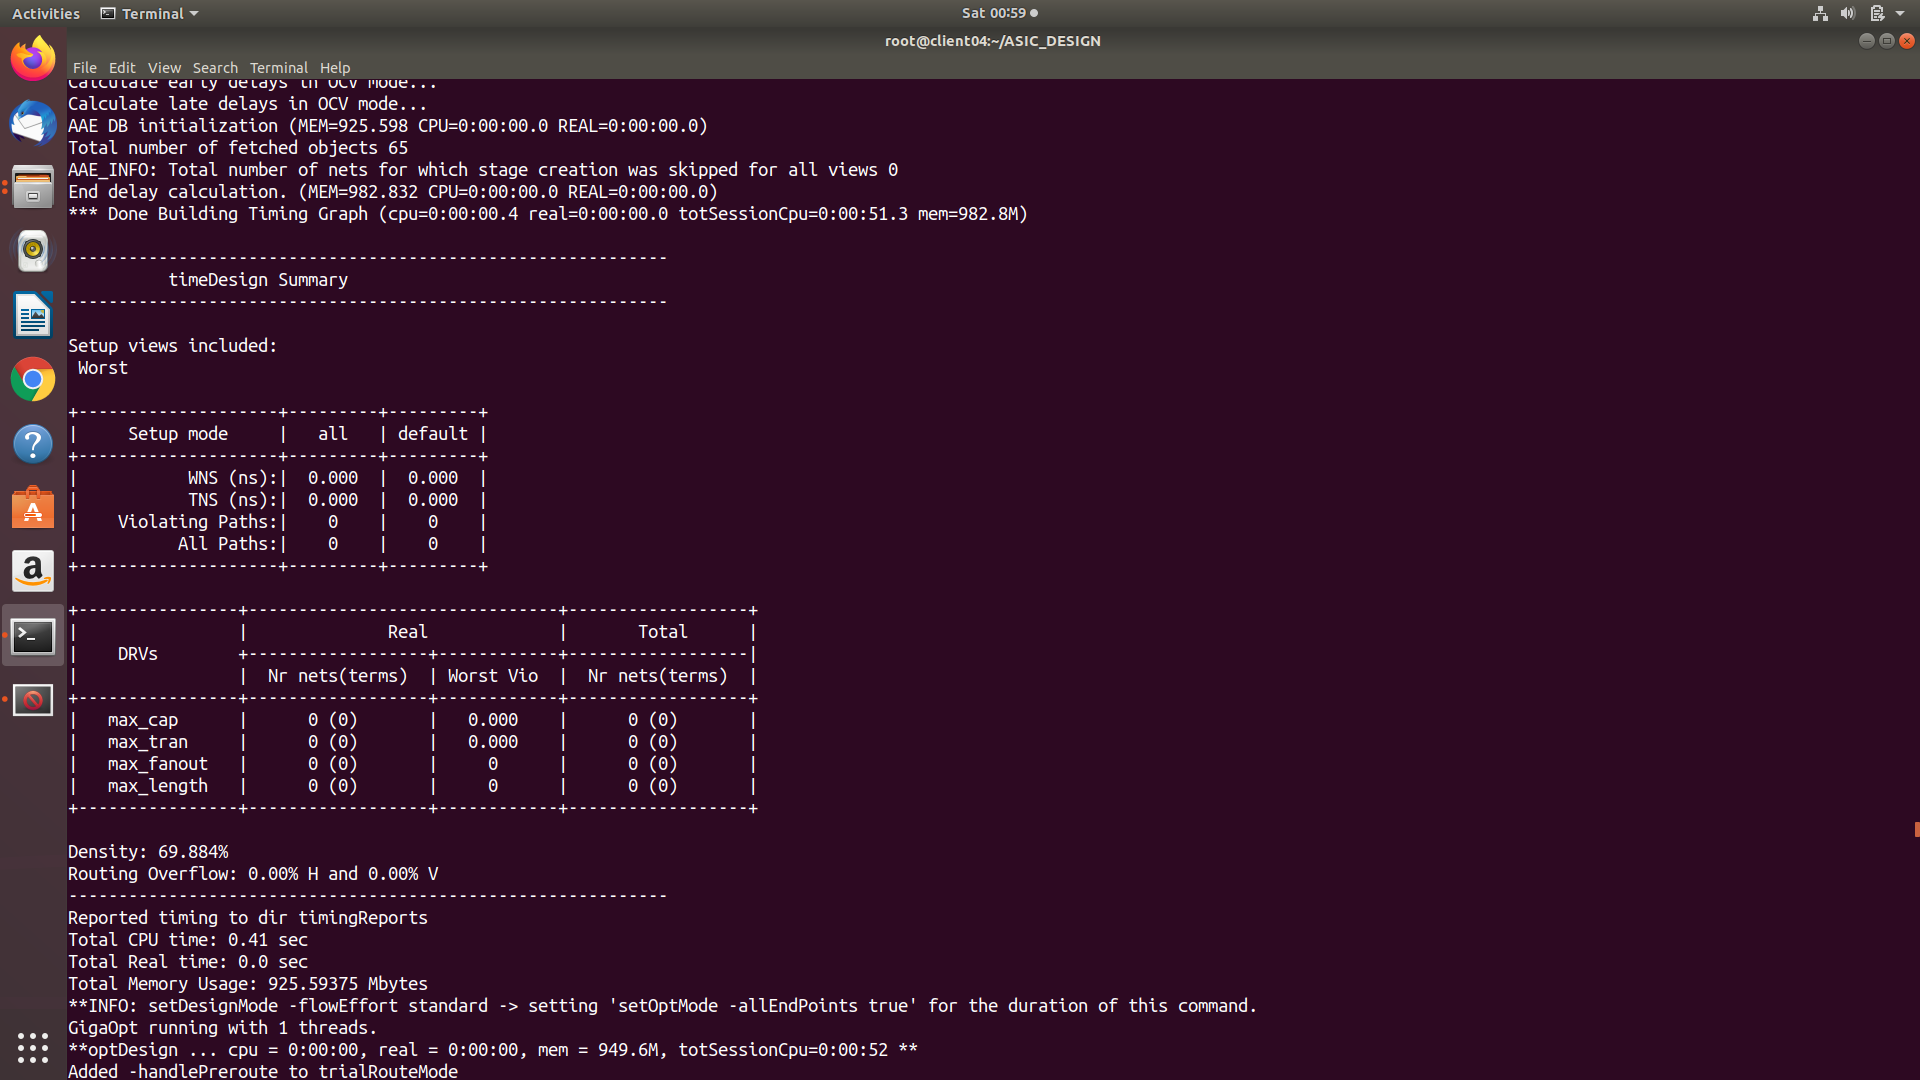 Activities Terminal Sat 00:59
root@client04:~/ASIC_DESIGN
File Edit View Search Terminal Help
Calculate early delays in OCV mode...
Calculate late delays in OCV mode...
AAE DB initialization (MEM=925.598 CPU=0:00:00.0 REAL=0:00:00.0)
Total number of fetched objects 65
AAE_INFO: Total number of nets for which stage creation was skipped for all views 0
End delay calculation. (MEM=982.832 CPU=0:00:00.0 REAL=0:00:00.0)
*** Done Building Timing Graph (cpu=0:00:00.4 real=0:00:00.0 totSessionCpu=0:00:51.3 mem=982.8M)
------------------------------------------------------------
          timeDesign Summary
------------------------------------------------------------
Setup views included:
 Worst
+--------------------+---------+---------+
|     Setup mode     |   all   | default |
+--------------------+---------+---------+
|           WNS (ns):|  0.000  |  0.000  |
|           TNS (ns):|  0.000  |  0.000  |
|    Violating Paths:|    0    |    0    |
|          All Paths:|    0    |    0    |
+--------------------+---------+---------+
+----------------+-------------------------------+------------------+
|                |              Real             |       Total      |
|    DRVs        +------------------+------------+------------------|
|                |  Nr nets(terms)  | Worst Vio  |  Nr nets(terms)  |
+----------------+------------------+------------+------------------+
|   max_cap      |      0 (0)       |   0.000    |      0 (0)       |
|   max_tran     |      0 (0)       |   0.000    |      0 (0)       |
|   max_fanout   |      0 (0)       |     0      |      0 (0)       |
|   max_length   |      0 (0)       |     0      |      0 (0)       |
+----------------+------------------+------------+------------------+
Density: 69.884%
Routing Overflow: 0.00% H and 0.00% V
------------------------------------------------------------
Reported timing to dir timingReports
Total CPU time: 0.41 sec
Total Real time: 0.0 sec
Total Memory Usage: 925.59375 Mbytes
**INFO: setDesignMode -flowEffort standard -> setting 'setOptMode -allEndPoints true' for the duration of this command.
GigaOpt running with 1 threads.
**optDesign ... cpu = 0:00:00, real = 0:00:00, mem = 949.6M, totSessionCpu=0:00:52 **
Added -handlePreroute to trialRouteMode